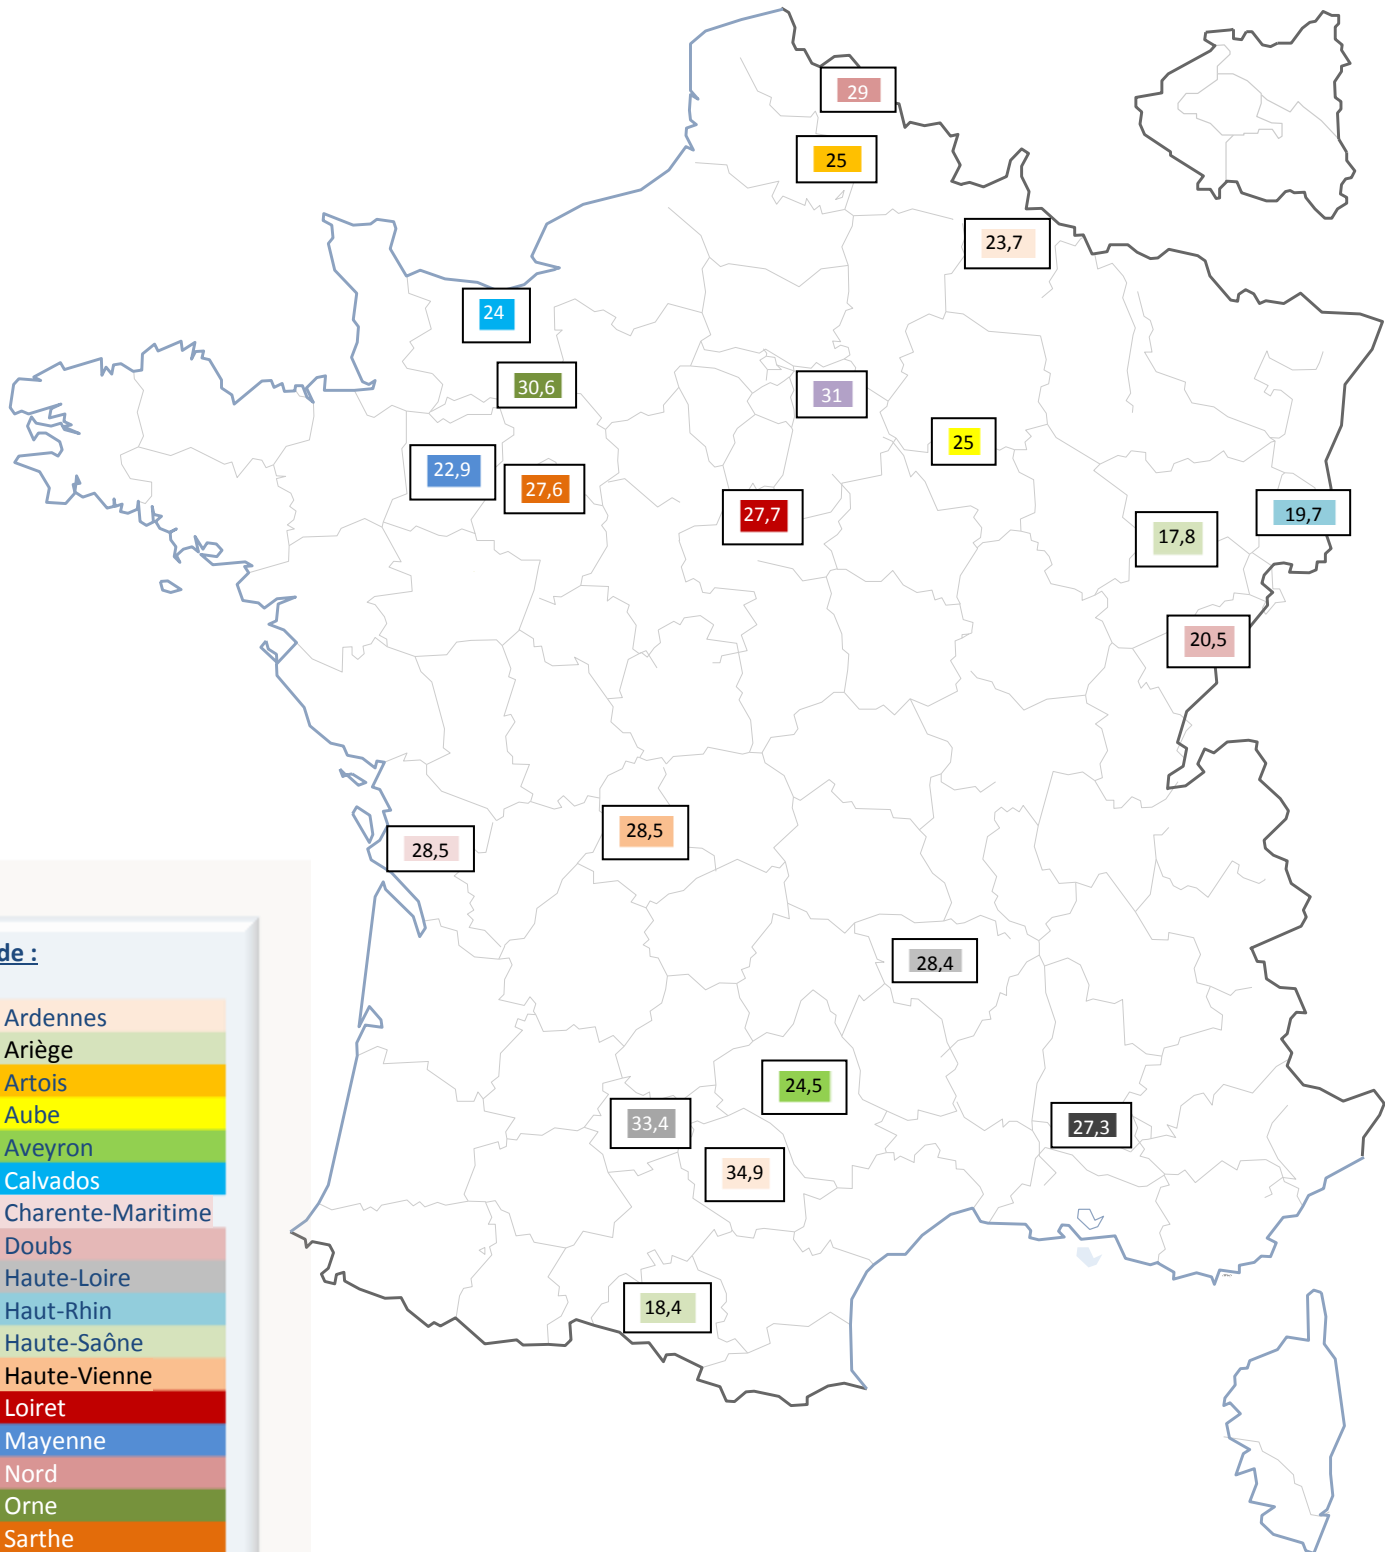 29
25
23,7
24
30,6
31
25
22,9
27,6
27,7
19,7
17,8
20,5
28,5
28,5
28,4
24,5
33,4
27,3
34,9
18,4
de :
Ardennes
Ariège
Artois
Aube
Aveyron
Calvados
Charente-Maritime
Doubs
Haute-Loire
Haut-Rhin
Haute-Saône
Haute-Vienne
Loiret
Mayenne
Nord
Orne
Sarthe